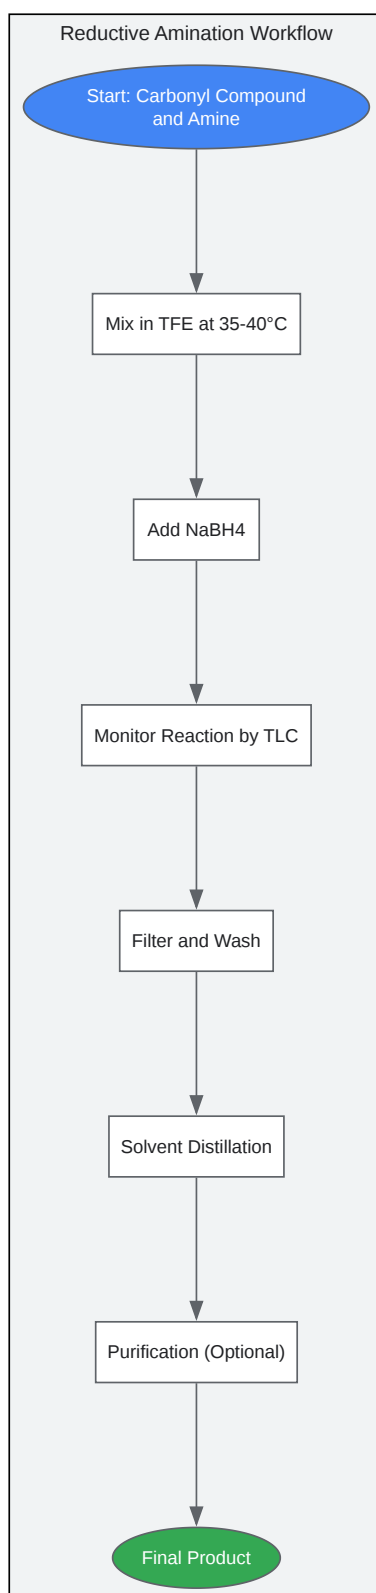 Reductive Amination Workflow
Start: Carbonyl Compound
and Amine
Mix in TFE at 35-40°C
Add NaBH4
Monitor Reaction by TLC
Filter and Wash
Solvent Distillation
Purification (Optional)
Final Product